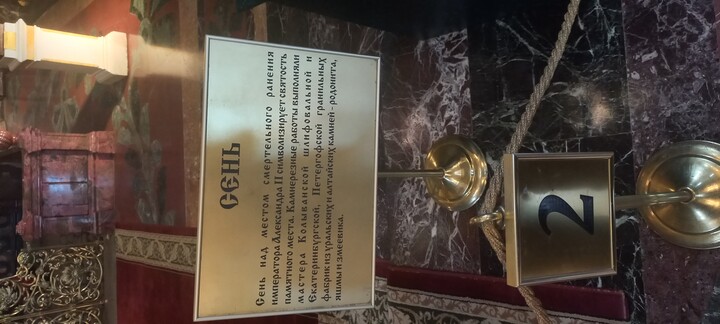 СЕНЬ
Сень над местом смертельного ранения
императора Александра II символизирует святость
памятного места. Камнерезные работы выполняли
мастера Колыванской шлифовальной и
Екатеринбургской, Петергофской гранильных
фабрик из уральских и алтайских камней - родонита,
яшмы и змеевика.
2